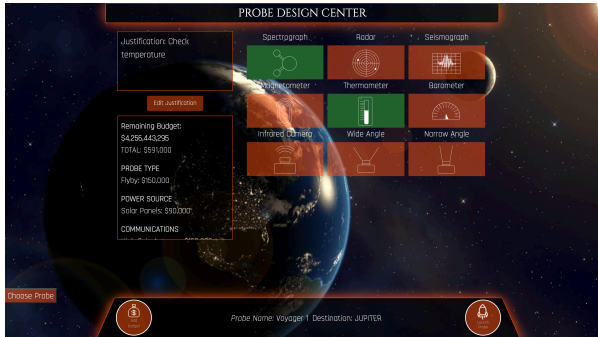 PROBE DESIGN CENTER
Justification: Check
temperature
Edit Justification
Remaining Budget:
$4,256,443,295
TOTAL: $591,000
PROBE TYPE
Flyby: $150,000
POWER SOURCE
Solar Panels: $90,000
COMMUNICATIONS
Spectrograph Radar Seismograph
Magnetometer Thermometer Barometer
Infrared Camera Wide Angle Narrow Angle
Choose Probe
Probe Name: Voyager 1 Destination: JUPITER